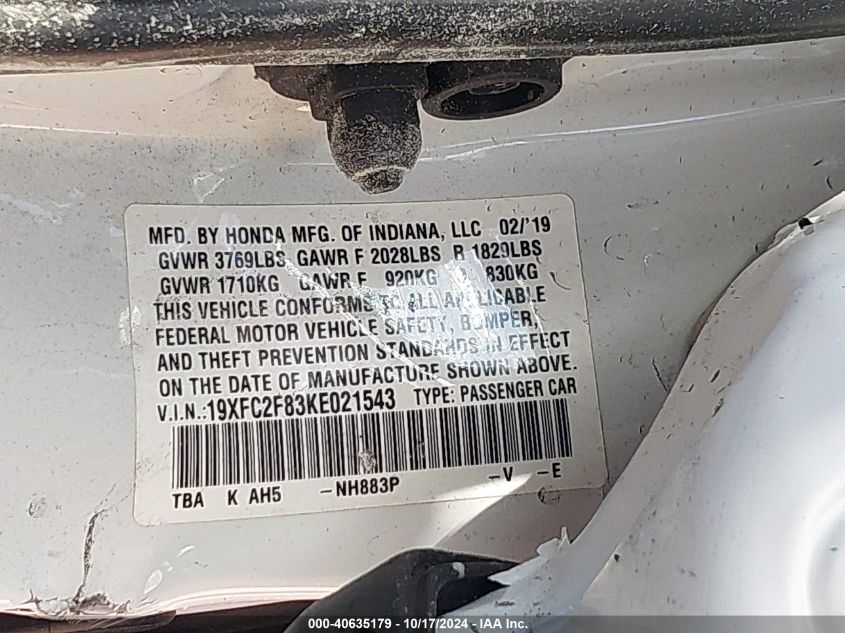 MFD. BY HONDA MFG. OF INDIANA, LLC 02/'19
GVWR 3769LBS GAWR F 2028LBS R 1829LBS
GVWR 1710KG GAWR F 920KG 830KG
THIS VEHICLE CONFORMS TO ALL APPLICABLE
FEDERAL MOTOR VEHICLE SAFETY, BUMPER,
AND THEFT PREVENTION STANDARDS IN EFFECT
ON THE DATE OF MANUFACTURE SHOWN ABOVE.
V.I.N.:19XFC2F83KE021543 TYPE: PASSENGER CAR
TBA K AH5 -NH883P -V -E
000-40635179 - 10/17/2024 - IAA Inc.